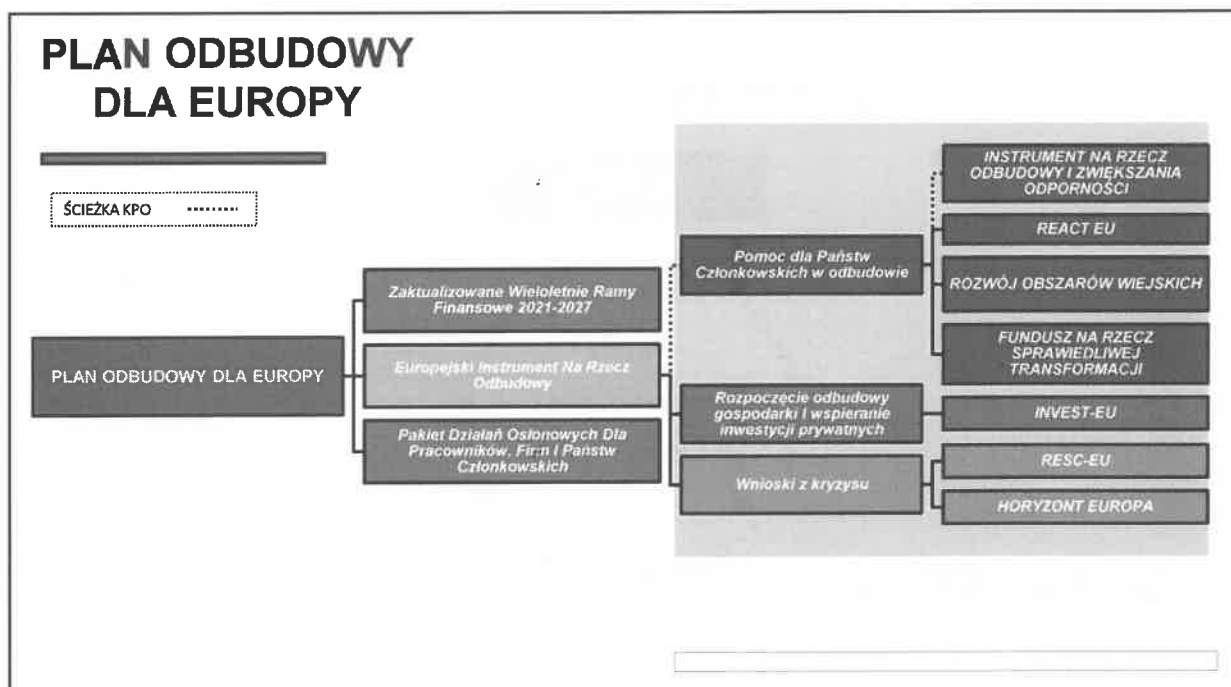 PLAN ODBUDOWY
DLA EUROPY
ŚCIEŻKA KPO
PLAN ODBUDOWY DLA EUROPY
Zaktualizowane Wieloletnie Ramy
Finansowe 2021-2027
Europejski Instrument Na Rzecz
Odbudowy
Pakiet Działań Osłonowych Dla
Pracowników, Firm I Państw
Członkowskich
Pomoc dla Państw
Członkowskich w odbudowie
Rozpoczęcie odbudowy
gospodarki I wspieranie
inwestycji prywatnych
Wnioski z kryzysu
INSTRUMENT NA RZECZ
ODBUDOWY I ZWIĘKSZANIA
ODPORNOŚCI
REACT EU
ROZWÓJ OBSZARÓW WIEJSKICH
FUNDUSZ NA RZECZ
SPRAWIEDLIWEJ
TRANSFORMACJI
INVEST-EU
RESC-EU
HORYZONT EUROPA